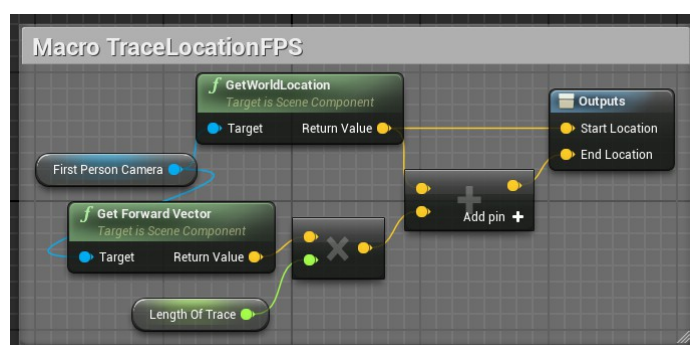 Macro TraceLocationFPS
f GetWorldLocation
Target is Scene Component
Target Return Value
Outputs
Start Location
End Location
First Person Camera
Add pin +
f Get Forward Vector
Target is Scene Component
Target Return Value
Length Of Trace